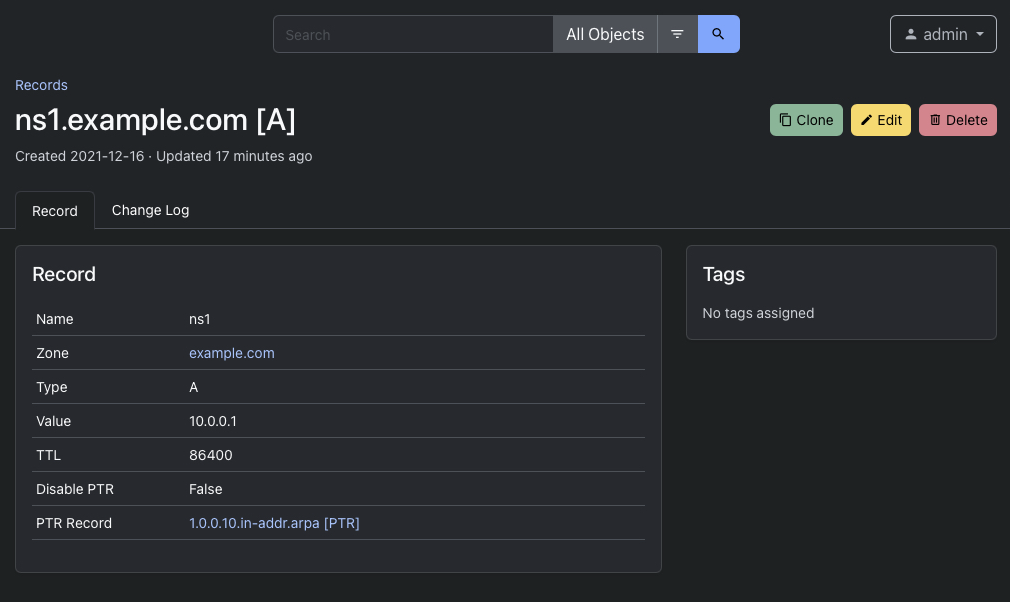 Search All Objects admin
Records
ns1.example.com [A]
Clone Edit Delete
Created 2021-12-16 · Updated 17 minutes ago
Record Change Log
Record
Name ns1
Zone example.com
Type A
Value 10.0.0.1
TTL 86400
Disable PTR False
PTR Record 1.0.0.10.in-addr.arpa [PTR]
Tags
No tags assigned